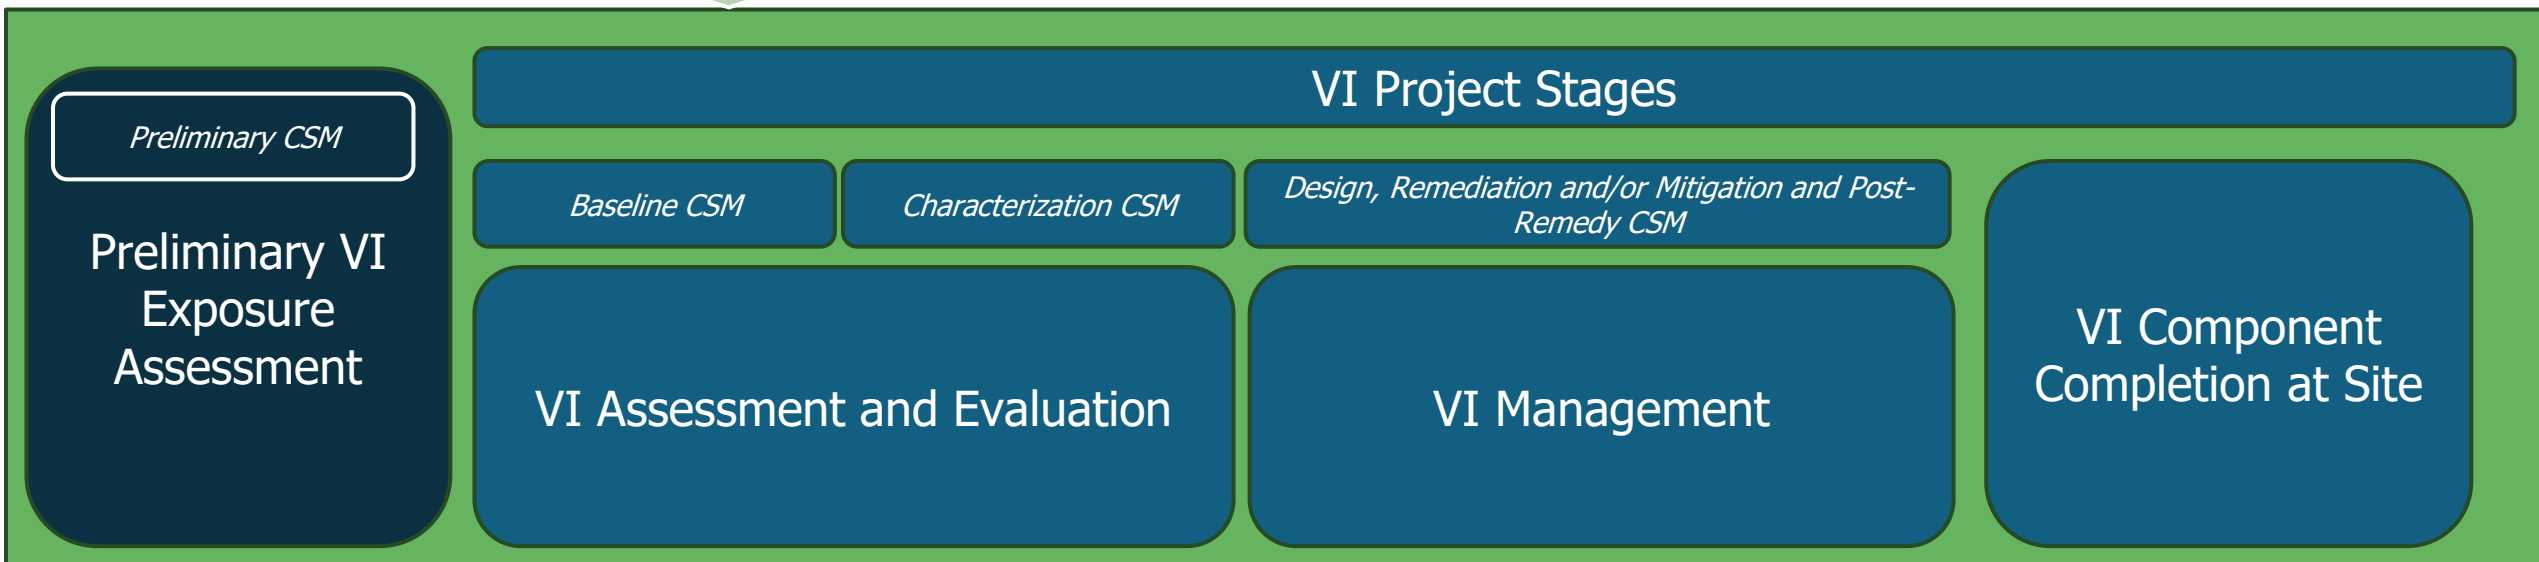 Preliminary CSM
Preliminary VI
Exposure
Assessment
VI Project Stages
Baseline CSM
Characterization CSM
Design, Remediation and/or Mitigation and Post-
Remedy CSM
VI Assessment and Evaluation
VI Management
VI Component
Completion at Site